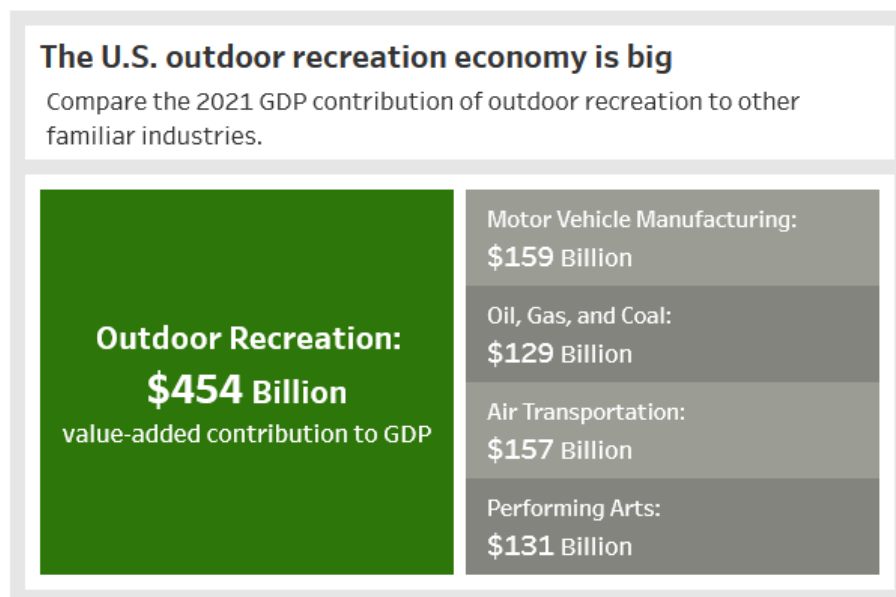 The U.S. outdoor recreation economy is big
Compare the 2021 GDP contribution of outdoor recreation to other
familiar industries.
Outdoor Recreation:
$454 Billion
value-added contribution to GDP
Motor Vehicle Manufacturing:
$159 Billion
Oil, Gas, and Coal:
$129 Billion
Air Transportation:
$157 Billion
Performing Arts:
$131 Billion